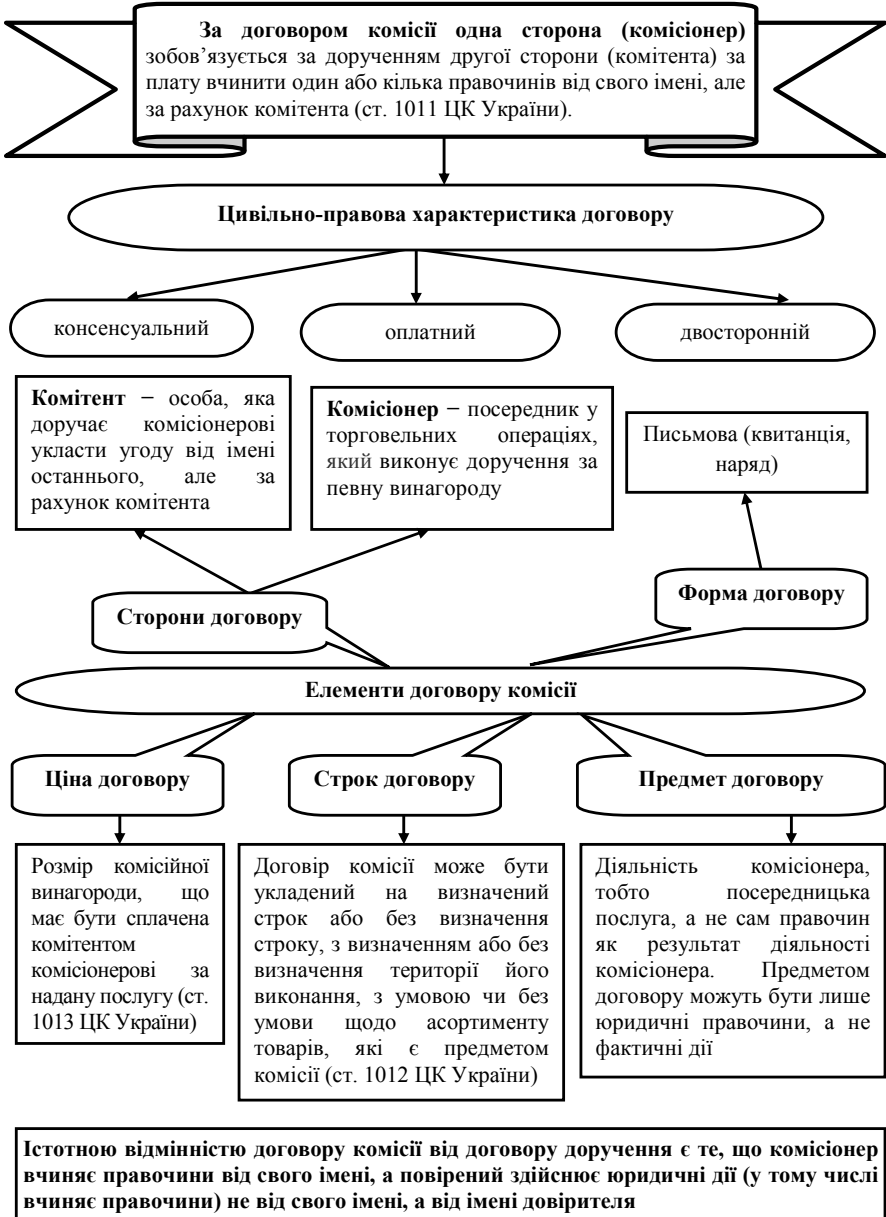 За договором комісії одна сторона (комісіонер)
зобов’язується за дорученням другої сторони (комітента) за
плату вчинити один або кілька правочинів від свого імені, але
за рахунок комітента (ст. 1011 ЦК України).
Цивільно-правова характеристика договору
консенсуальний
оплатний
двосторонній
Комітент – особа, яка
доручає комісіонерові
укласти угоду від імені
останнього, але за
рахунок комітента
Комісіонер – посередник у
торговельних операціях,
який виконує доручення за
певну винагороду
Письмова (квитанція,
наряд)
Сторони договору
Форма договору
Елементи договору комісії
Ціна договору
Строк договору
Предмет договору
Розмір комісійної
винагороди, що
має бути сплачена
комітентом
комісіонерові за
надану послугу (ст.
1013 ЦК України)
Договір комісії може бути
укладений на визначений
строк або без визначення
строку, з визначенням або без
визначення території його
виконання, з умовою чи без
умови щодо асортименту
товарів, які є предметом
комісії (ст. 1012 ЦК України)
Діяльність комісіонера,
тобто посередницька
послуга, а не сам правочин
як результат діяльності
комісіонера. Предметом
договору можуть бути лише
юридичні правочини, а не
фактичні дії
Істотною відмінністю договору комісії від договору доручення є те, що комісіонер
вчиняє правочини від свого імені, а повірений здійснює юридичні дії (у тому числі
вчиняє правочини) не від свого імені, а від імені довірителя